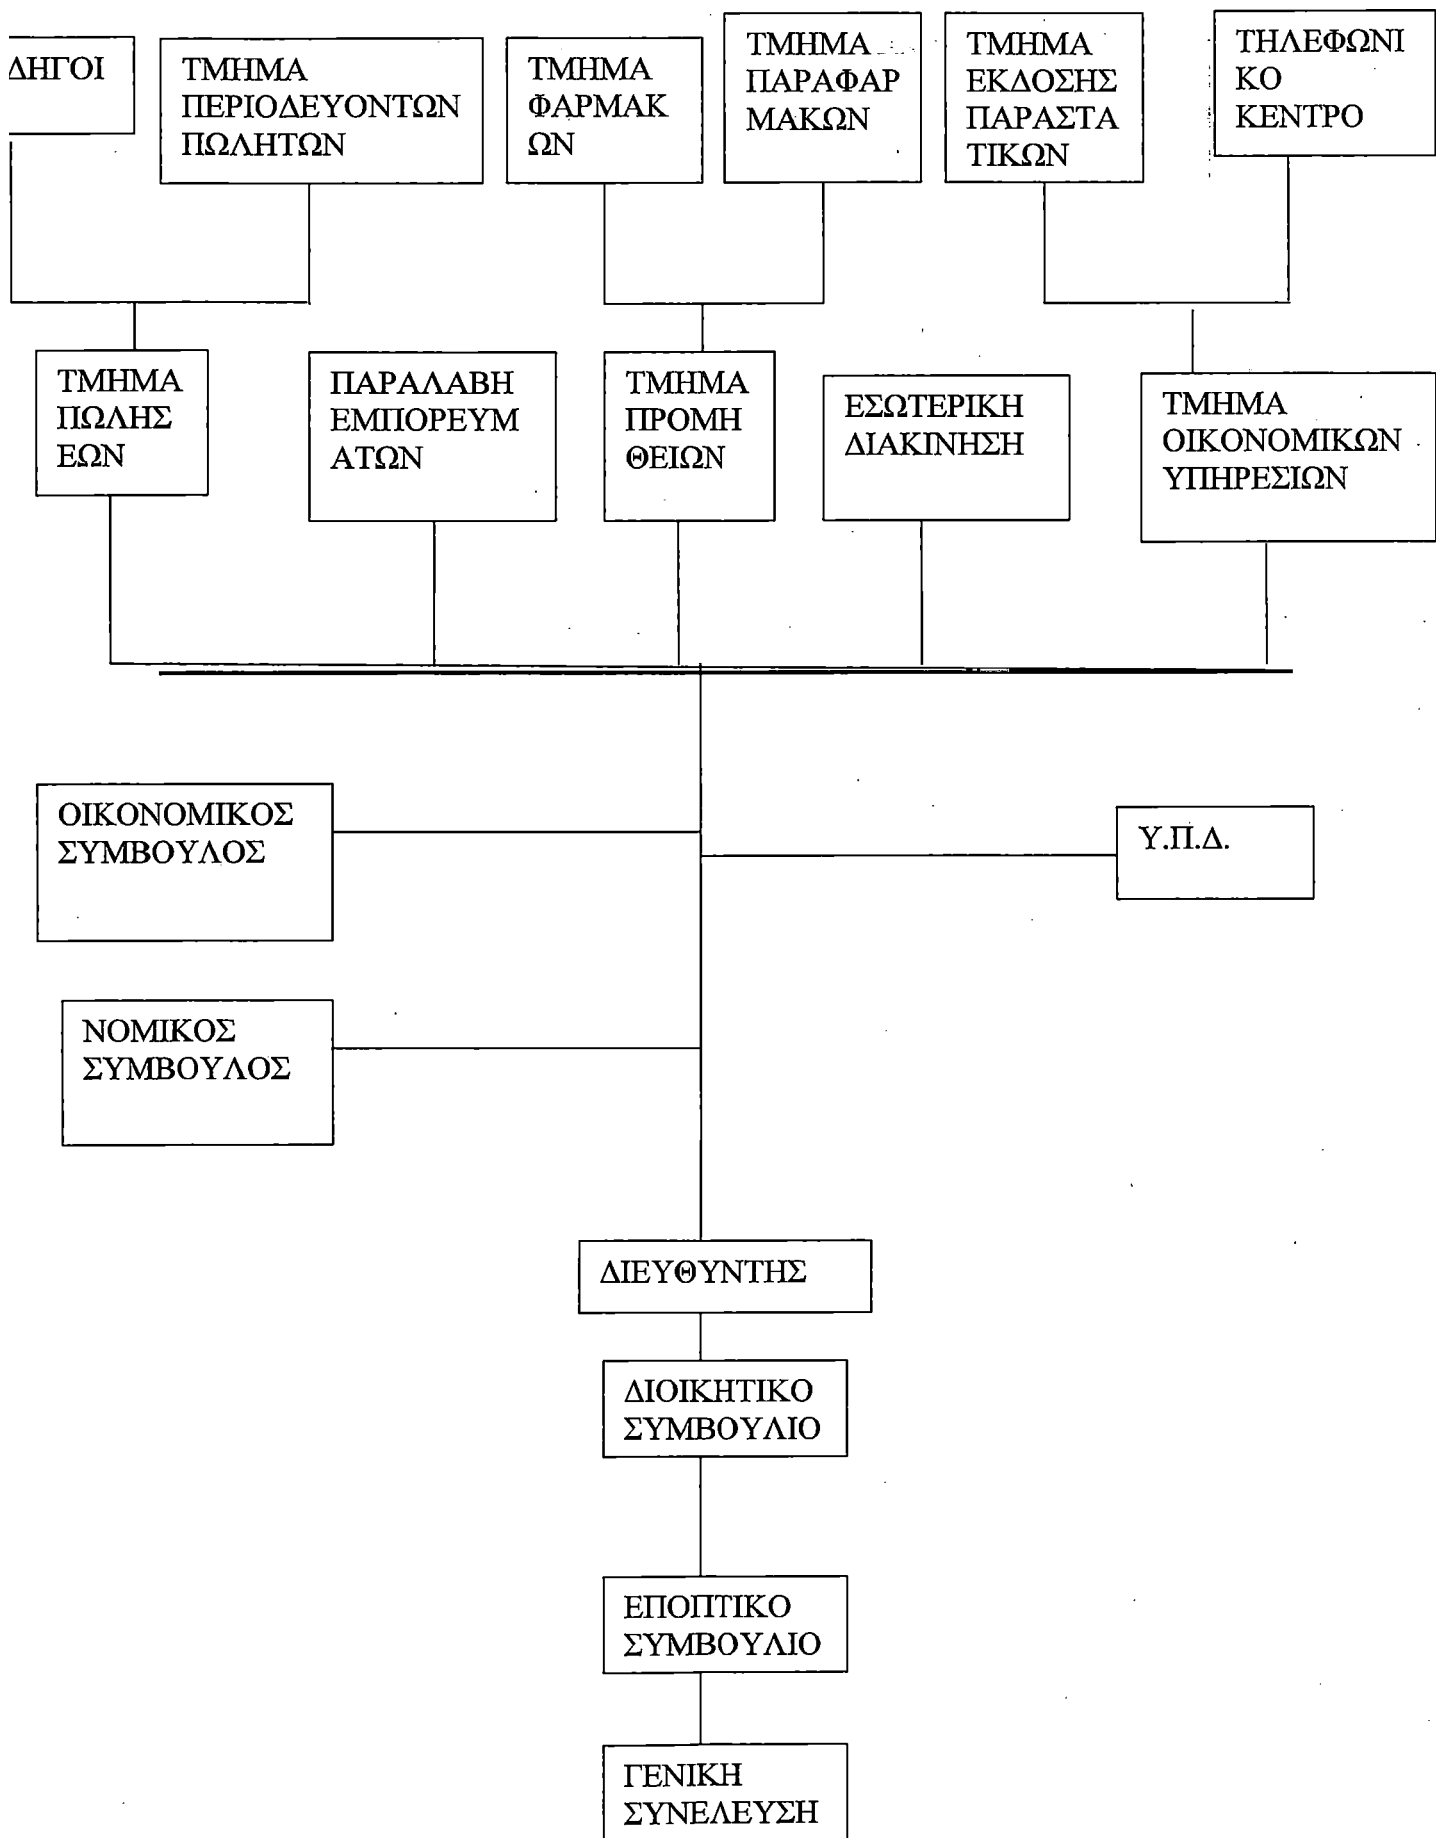 ΔΗΓΟΙ
ΤΜΗΜΑ
ΠΕΡΙΟΔΕΥΟΝΤΩΝ
ΠΩΛΗΤΩΝ
ΤΜΗΜΑ
ΦΑΡΜΑΚ
ΩΝ
ΤΜΗΜΑ
ΠΑΡΑΦΑΡ
ΜΑΚΩΝ
ΤΜΗΜΑ
ΕΚΔΟΣΗΣ
ΠΑΡΑΣΤΑ
ΤΙΚΩΝ
ΤΗΛΕΦΩΝΙ
ΚΟ
ΚΕΝΤΡΟ
ΤΜΗΜΑ
ΠΩΛΗΣ
ΕΩΝ
ΠΑΡΑΛΑΒΗ
ΕΜΠΟΡΕΥΜ
ΑΤΩΝ
ΤΜΗΜΑ
ΠΡΟΜΗ
ΘΕΙΩΝ
ΕΣΩΤΕΡΙΚΗ
ΔΙΑΚΙΝΗΣΗ
ΤΜΗΜΑ
ΟΙΚΟΝΟΜΙΚΩΝ
ΥΠΗΡΕΣΙΩΝ
ΟΙΚΟΝΟΜΙΚΟΣ
ΣΥΜΒΟΥΛΟΣ
Υ.Π.Δ.
ΝΟΜΙΚΟΣ
ΣΥΜΒΟΥΛΟΣ
ΔΙΕΥΘΥΝΤΗΣ
ΔΙΟΙΚΗΤΙΚΟ
ΣΥΜΒΟΥΛΙΟ
ΕΠΟΠΤΙΚΟ
ΣΥΜΒΟΥΛΙΟ
ΓΕΝΙΚΗ
ΣΥΝΕΛΕΥΣΗ